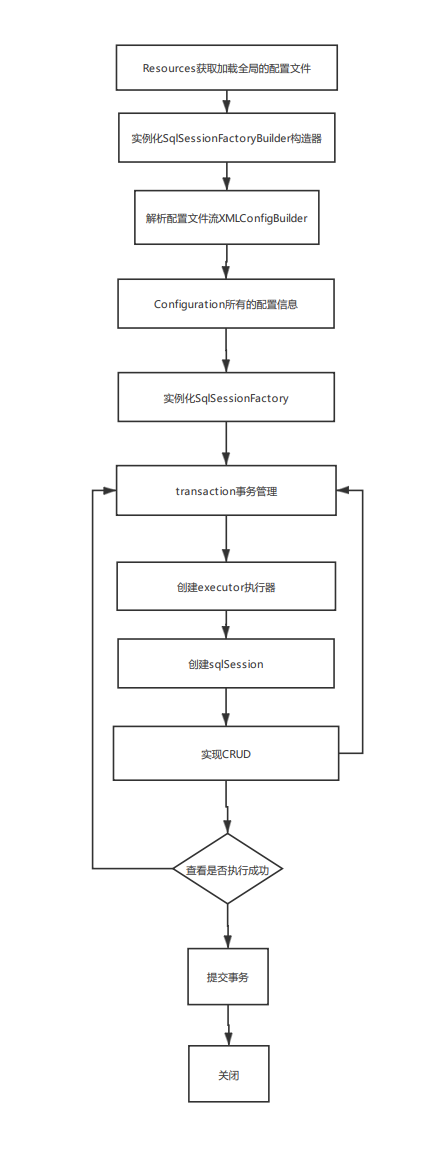 Resources获取加载全局的配置文件
实例化SqlSessionFactoryBuilder构造器
解析配置文件流XMLConfigBuilder
Configuration所有的配置信息
实例化SqlSessionFactory
transaction事务管理
创建executor执行器
创建sqlSession
实现CRUD
查看是否执行成功
提交事务
关闭